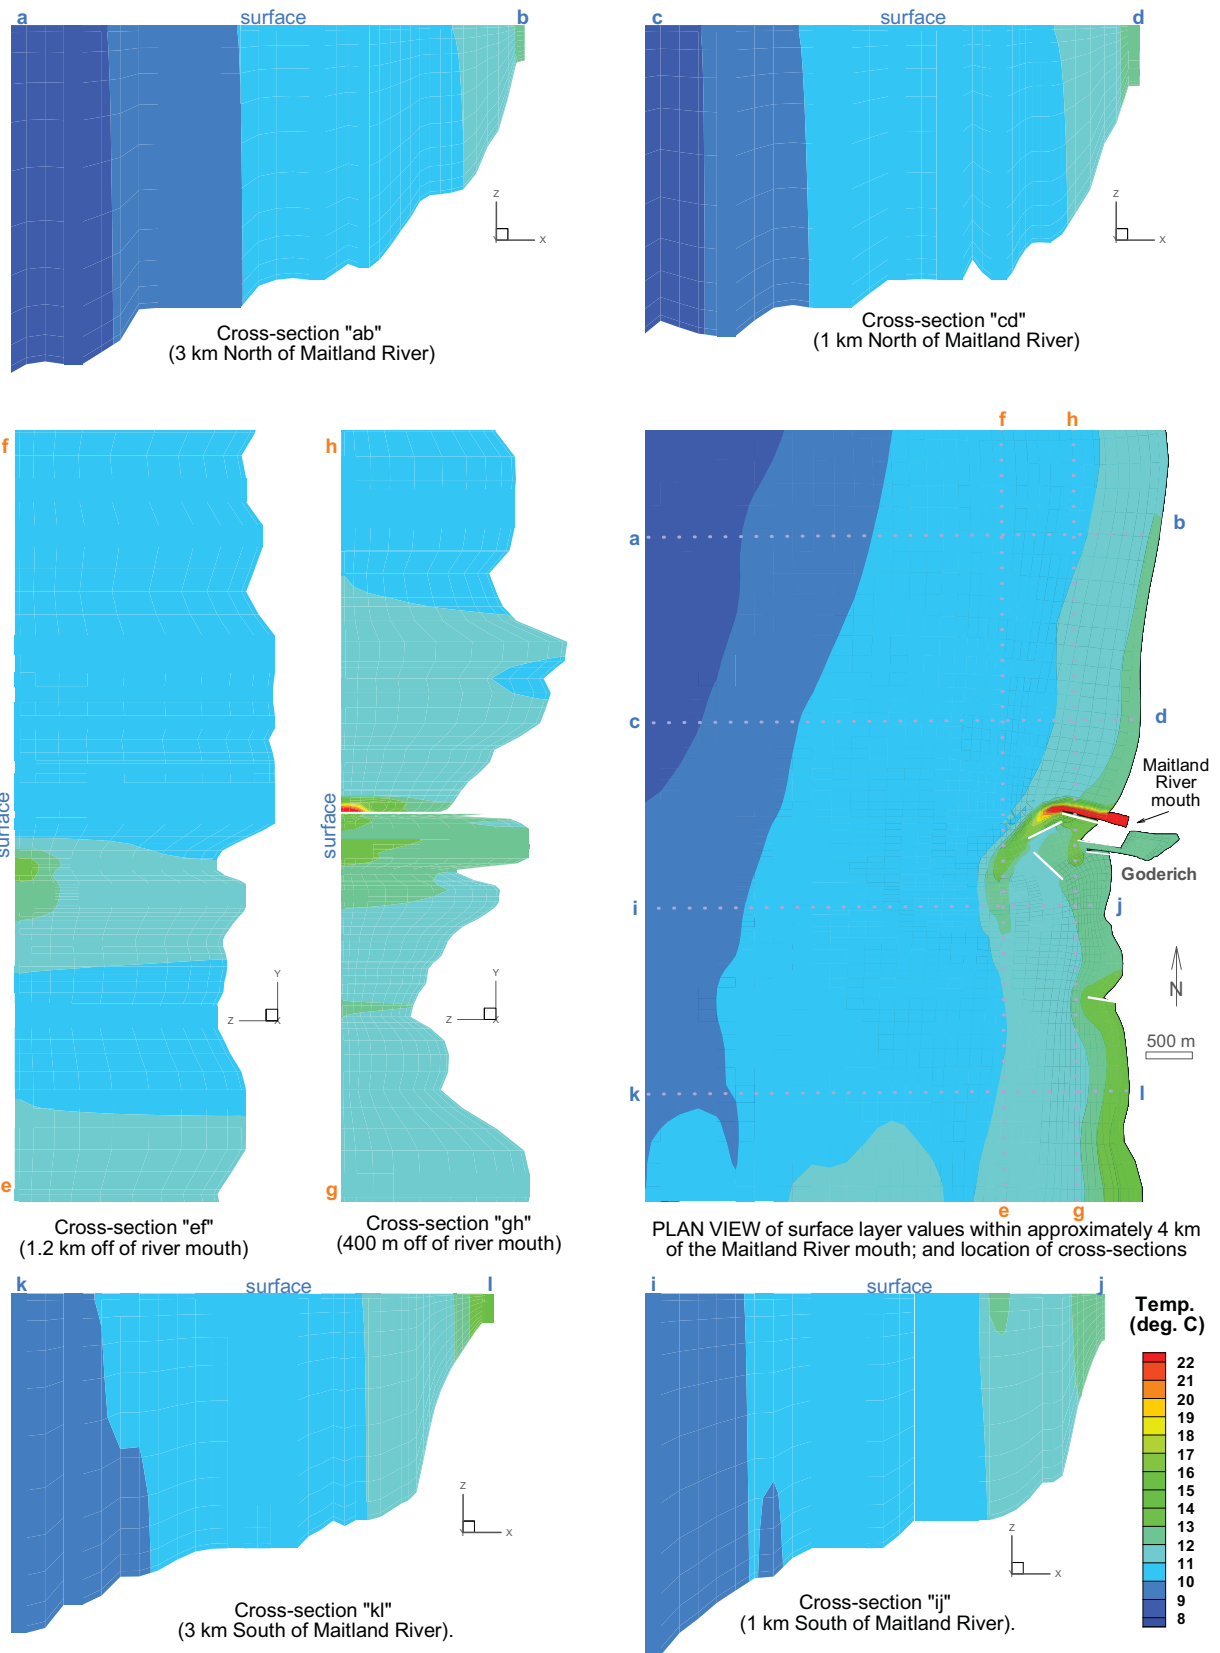 a surface b
c surface d
z
x
Y
z
x
Y
Cross-section "ab"
(3 km North of Maitland River)
Cross-section "cd"
(1 km North of Maitland River)
f
h
f h
a
b
c
d
Maitland
River
mouth
surface
surface
Goderich
i
j
Y
Z
X
Y
Z
X
N
500 m
k
l
e
g
e g
Cross-section "ef"
(1.2 km off of river mouth)
Cross-section "gh"
(400 m off of river mouth)
PLAN VIEW of surface layer values within approximately 4 km
of the Maitland River mouth; and location of cross-sections
k surface l
i surface j
Temp.
(deg. C)
22
21
20
19
18
17
16
15
14
13
12
11
10
9
8
z
x
Y
z
x
Y
Cross-section "kl"
(3 km South of Maitland River).
Cross-section "ij"
(1 km South of Maitland River).